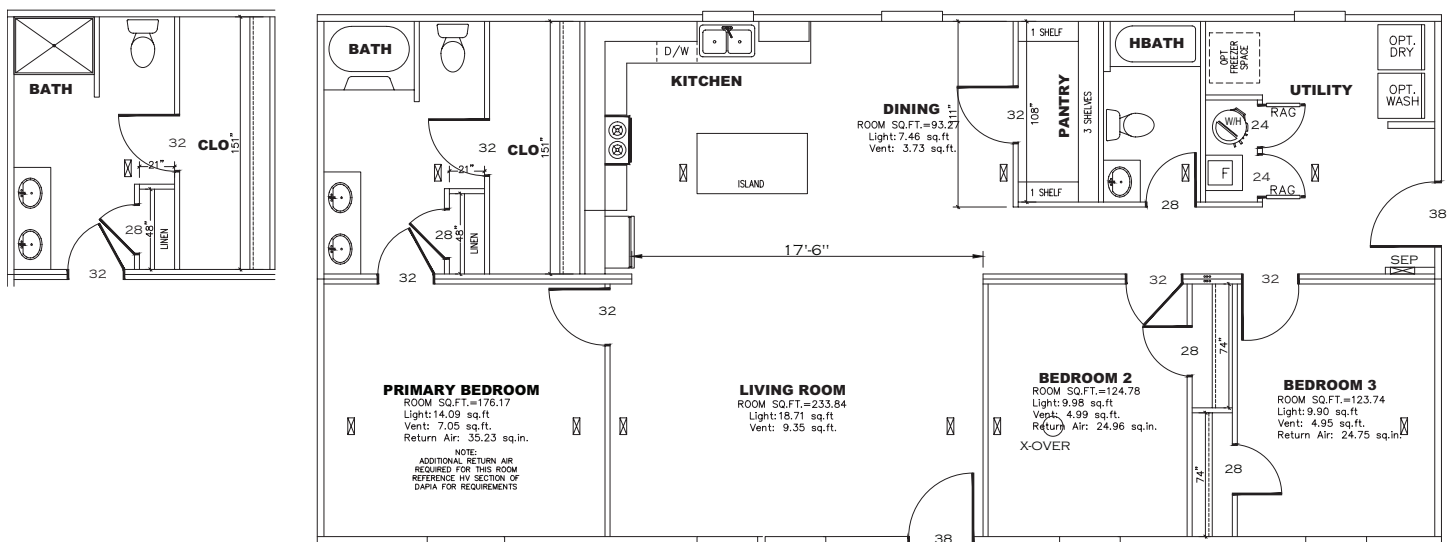 BATH
32
CLO
151"
21"
28
48"
LINEN
32
BATH
32
CLO
151"
21"
28
48"
LINEN
32
D/W
KITCHEN
ISLAND
DINING
ROOM SQ.FT.=93.27
Light: 7.46 sq.ft
Vent: 3.73 sq.ft.
111"
32
1 SHELF
108"
PANTRY
3 SHELVES
1 SHELF
HBATH
28
OPT
FREEZER
SPACE
UTILITY
OPT.
DRY
OPT.
WASH
W/H
24
RAG
F
24
RAG
38
SEP
17'-6"
32
32
32
PRIMARY BEDROOM
ROOM SQ.FT.=176.17
Light: 14.09 sq.ft
Vent: 7.05 sq.ft.
Return Air: 35.23 sq.in.
NOTE:
ADDITIONAL RETURN AIR
REQUIRED FOR THIS ROOM
REFERENCE HV SECTION OF
DAPIA FOR REQUIREMENTS
LIVING ROOM
ROOM SQ.FT.=233.84
Light: 18.71 sq.ft
Vent: 9.35 sq.ft.
38
BEDROOM 2
ROOM SQ.FT.=124.78
Light: 9.98 sq.ft
Vent: 4.99 sq.ft.
Return Air: 24.96 sq.in.
X-OVER
28
74"
74"
28
BEDROOM 3
ROOM SQ.FT.=123.74
Light: 9.90 sq.ft
Vent: 4.95 sq.ft.
Return Air: 24.75 sq.in.